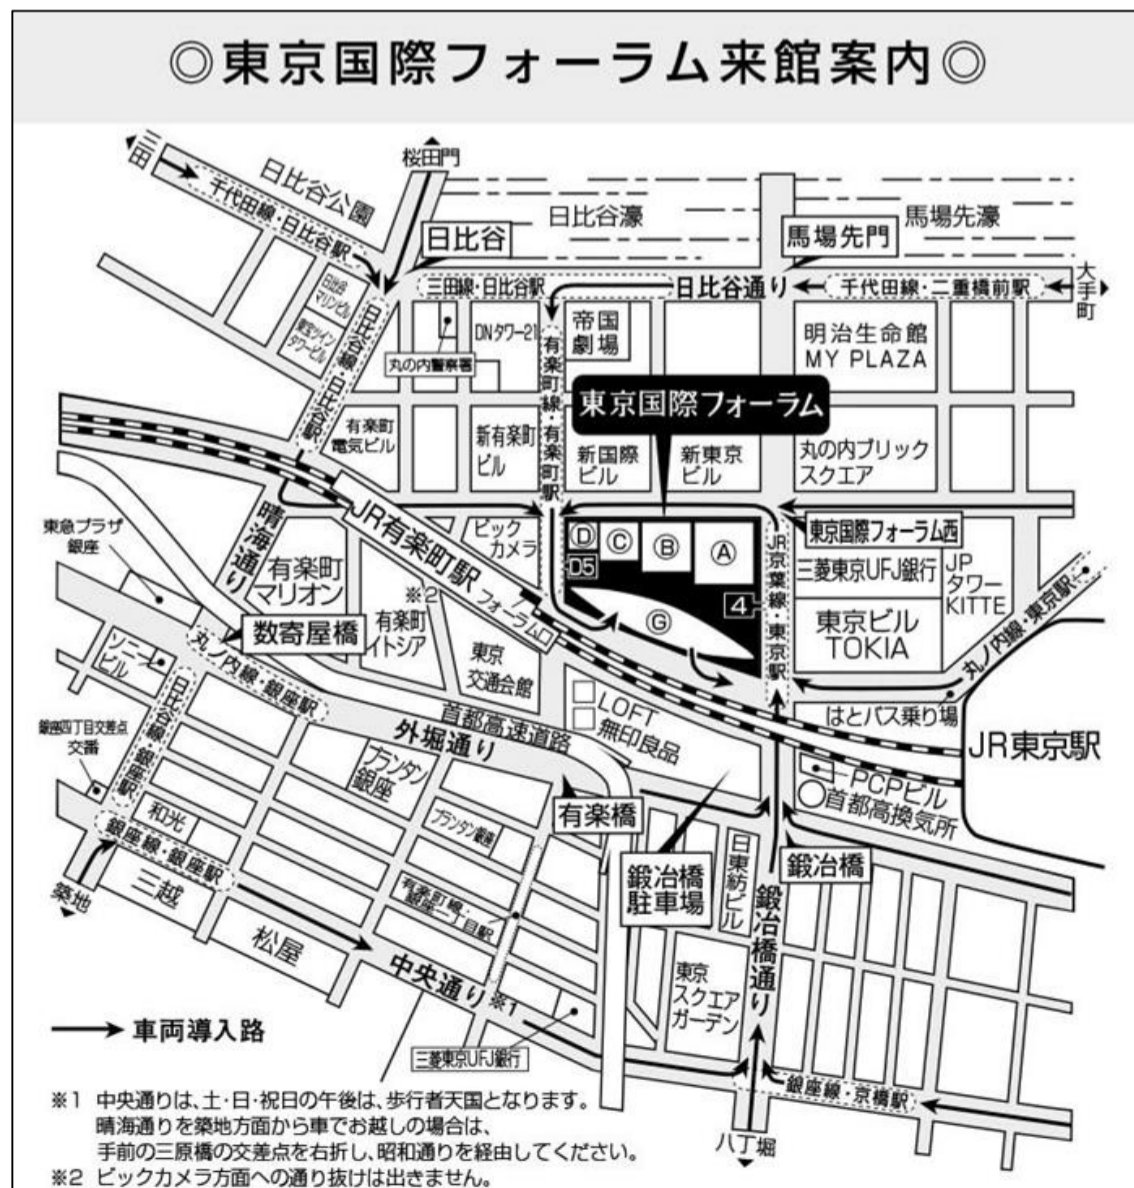 ◎東京国際フォーラム来館案内◎
三田
桜田門
日比谷公園
千代田線・日比谷駅
日比谷
日比谷濠
馬場先門
馬場先濠
大手町
三田線・日比谷駅
日比谷通り
千代田線・二重橋前駅
日比谷
マリンビル
東宝ツイン
タワービル
日比谷線・日比谷駅
丸の内警察署
DNタワー21
帝国
劇場
明治生命館
MY PLAZA
有楽町線・有楽町駅
東京国際フォーラム
有楽町
電気ビル
新有楽町
ビル
新国際
ビル
新東京
ビル
丸の内ブリック
スクエア
東急プラザ
銀座
晴海通り
JR有楽町駅
ビック
カメラ
D
C
B
A
D5
4
G
JR京葉線・東京駅
東京国際フォーラム西
三菱東京UFJ銀行
JP
タワー
KITTE
有楽町
マリオン
※2
有楽町
イトシア
フォーラム口
東京ビル
TOKIA
丸ノ内線・東京駅
数寄屋橋
東京
交通会館
ソニー
ビル
丸ノ内線・銀座駅
LOFT
無印良品
はとバス乗り場
JR東京駅
銀座四丁目交差点
交番
日比谷線・銀座駅
首都高速道路
外堀通り
プランタン
銀座
有楽橋
PCPビル
首都高換気所
和光
銀座線・銀座駅
プランタン銀座
鍛冶橋
駐車場
日東紡ビル
鍛冶橋
築地
三越
有楽町線・
銀座一丁目駅
鍛冶橋通り
松屋
中央通り※1
東京
スクエア
ガーデン
車両導入路
三菱東京UFJ銀行
銀座線・京橋駅
八丁堀
※1 中央通りは、土・日・祝日の午後は、歩行者天国となります。
晴海通りを築地方面から車でお越しの場合は、
手前の三原橋の交差点を右折し、昭和通りを経由してください。
※2 ビックカメラ方面への通り抜けは出きません。